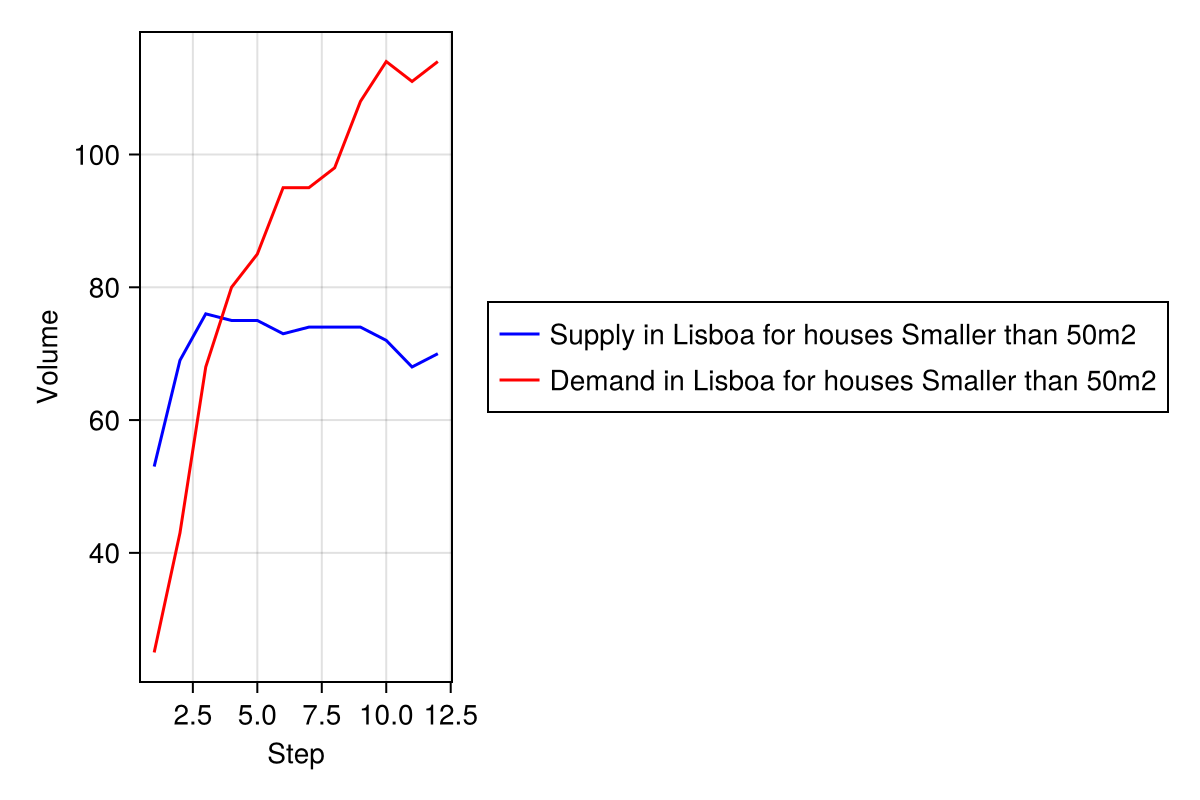 100
80
60
40
Volume
2.5 5.0 7.5 10.0 12.5
Step
Supply in Lisboa for houses Smaller than 50m2
Demand in Lisboa for houses Smaller than 50m2